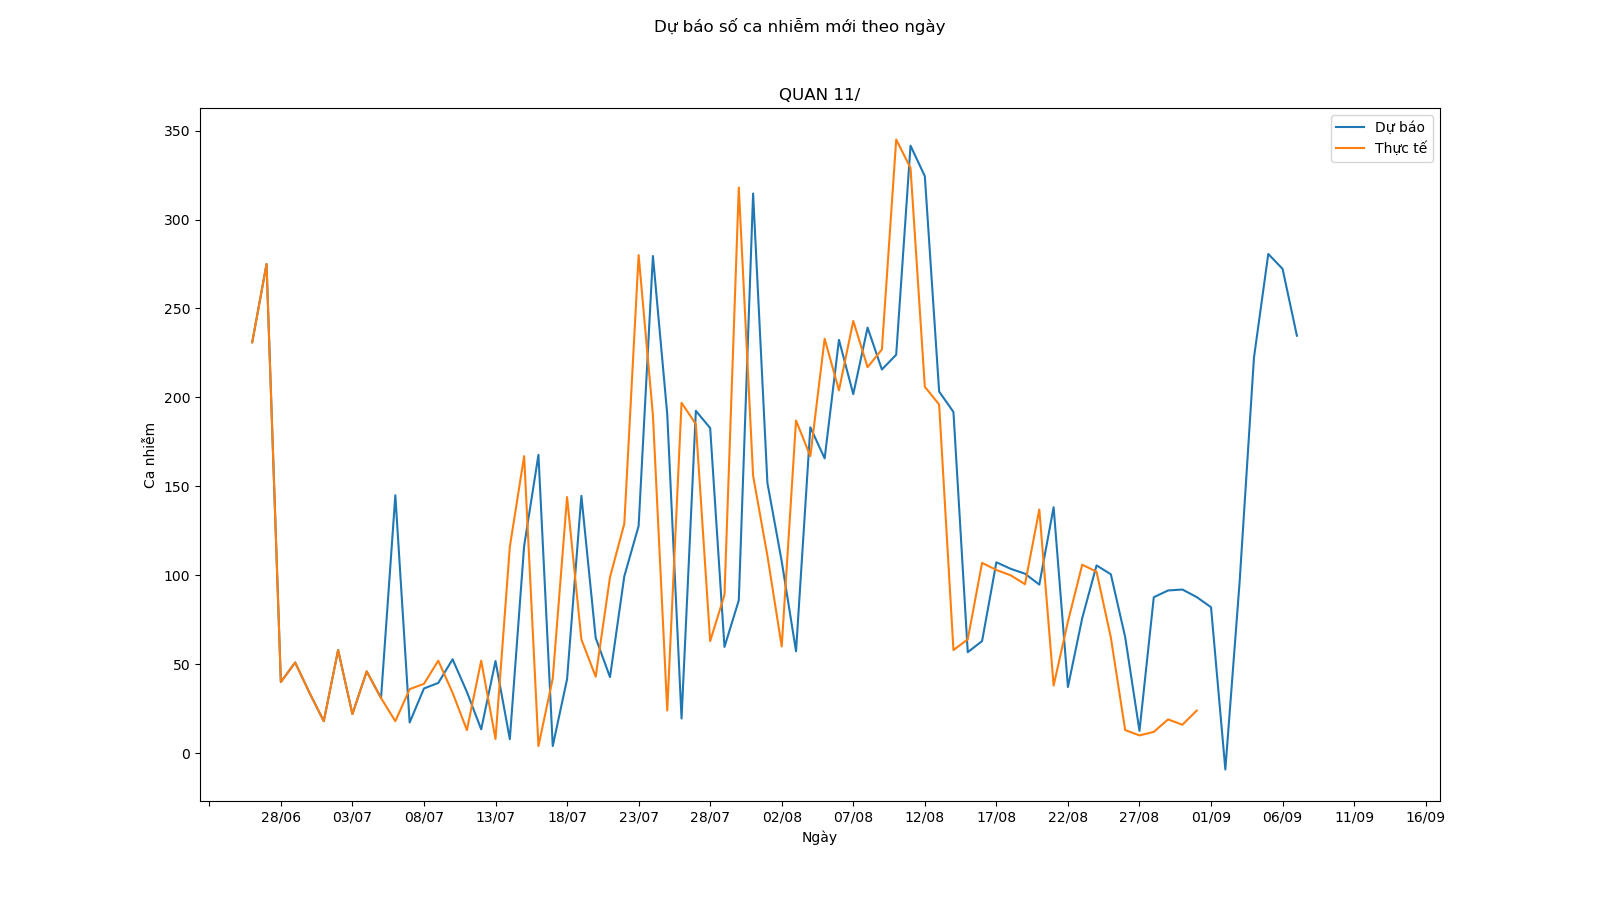 Dự báo số ca nhiễm mới theo ngày
QUAN 11/
Dự báo
Thực tế
350
300
250
200
150
100
50
0
Ca nhiễm
28/06 03/07 08/07 13/07 18/07 23/07 28/07 02/08 07/08 12/08 17/08 22/08 27/08 01/09 06/09 11/09 16/09
Ngày